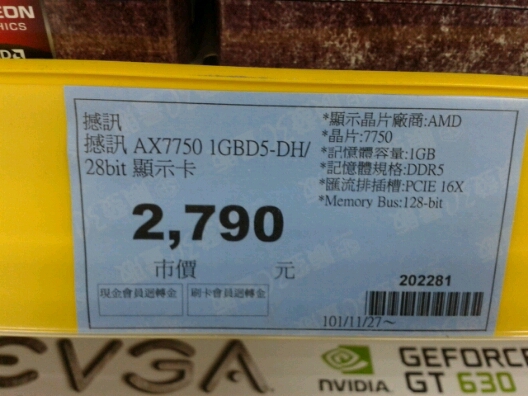 EON
HICS
撼訊
撼訊 AX7750 1GBD5-DH/
28bit 顯示卡
*顯示晶片廠商:AMD
*晶片:7750
*記憶體容量:1GB
*記憶體規格:DDR5
*匯流排插槽:PCIE 16X
*Memory Bus:128-bit
2,790
市價 元
現金會員迴轉金 刷卡會員迴轉金
202281
101/11/27~
EVGA
NVIDIA.
GEFORCE
GT 630